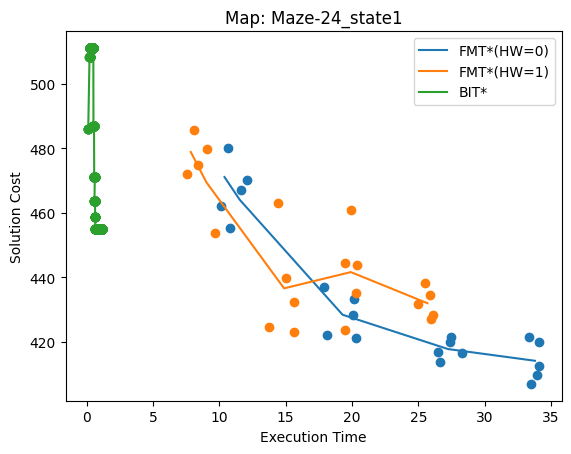 Map: Maze-24_state1
FMT*(HW=0)
FMT*(HW=1)
BIT*
Solution Cost
500
480
460
440
420
0 5 10 15 20 25 30 35
Execution Time